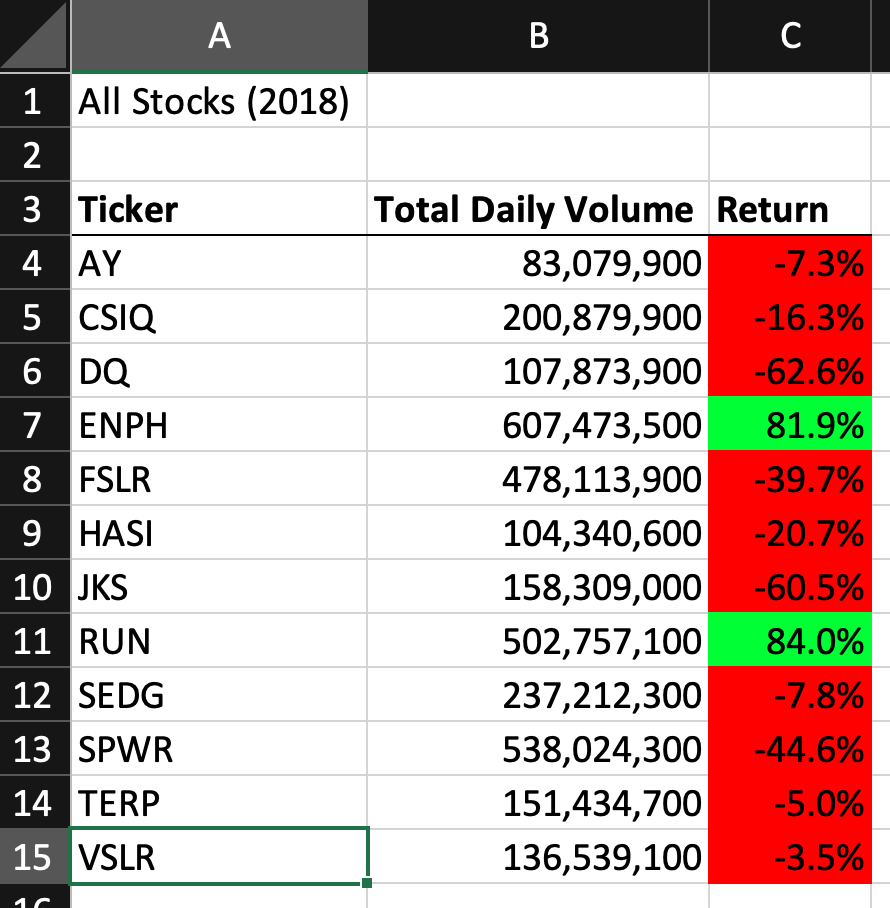 A B C
1 All Stocks (2018)
2
3 Ticker Total Daily Volume Return
4 AY 83,079,900 -7.3%
5 CSIQ 200,879,900 -16.3%
6 DQ 107,873,900 -62.6%
7 ENPH 607,473,500 81.9%
8 FSLR 478,113,900 -39.7%
9 HASI 104,340,600 -20.7%
10 JKS 158,309,000 -60.5%
11 RUN 502,757,100 84.0%
12 SEDG 237,212,300 -7.8%
13 SPWR 538,024,300 -44.6%
14 TERP 151,434,700 -5.0%
15 VSLR 136,539,100 -3.5%